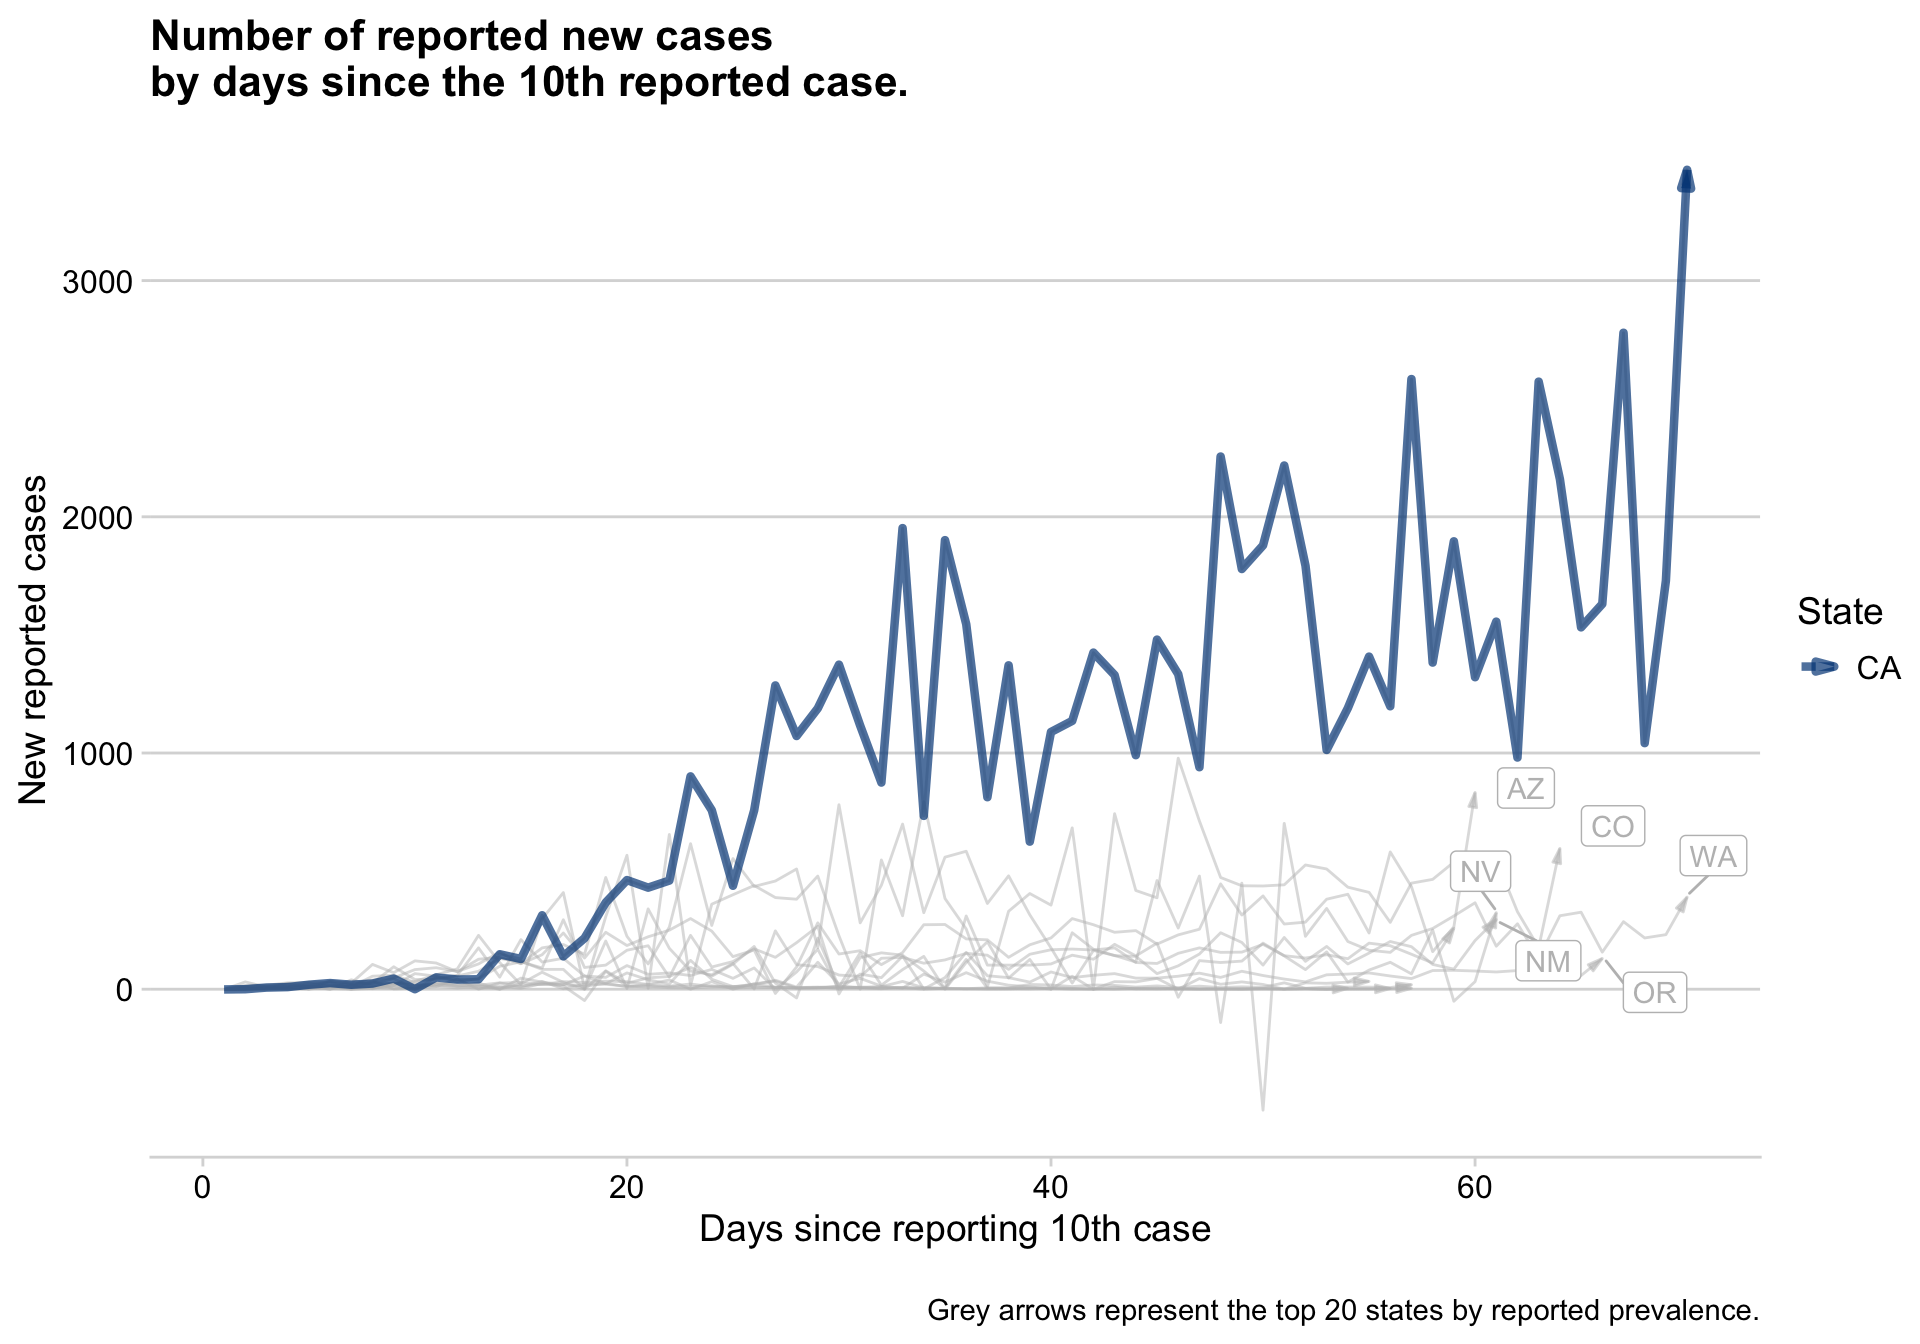 Number of reported new cases
by days since the 10th reported case.
New reported cases
3000
2000
1000
0
AZ
CO
WA
NV
NM
OR
State
CA
0
20
40
60
Days since reporting 10th case
Grey arrows represent the top 20 states by reported prevalence.